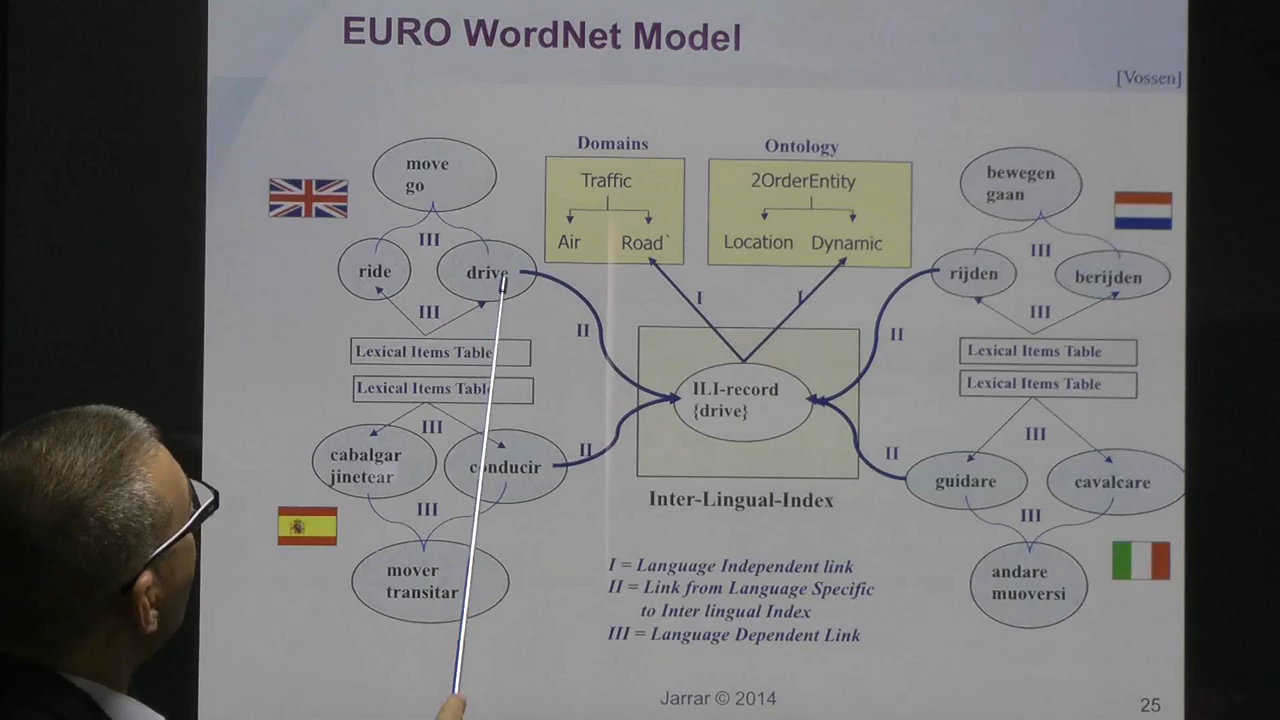 EURO WordNet Model
[Vossen]
Domains
Traffic
Air
Road`
Ontology
2OrderEntity
Location
Dynamic
move
go
III
ride
drive
III
Lexical Items Table
Lexical Items Table
III
cabalgar
jinetear
conducir
III
mover
transitar
II
II
I
I
ILI-record
{drive}
Inter-Lingual-Index
II
II
bewegen
gaan
III
rijden
berijden
III
Lexical Items Table
Lexical Items Table
III
guidare
cavalcare
III
andare
muoversi
I = Language Independent link
II = Link from Language Specific
to Inter lingual Index
III = Language Dependent Link
Jarrar © 2014
25